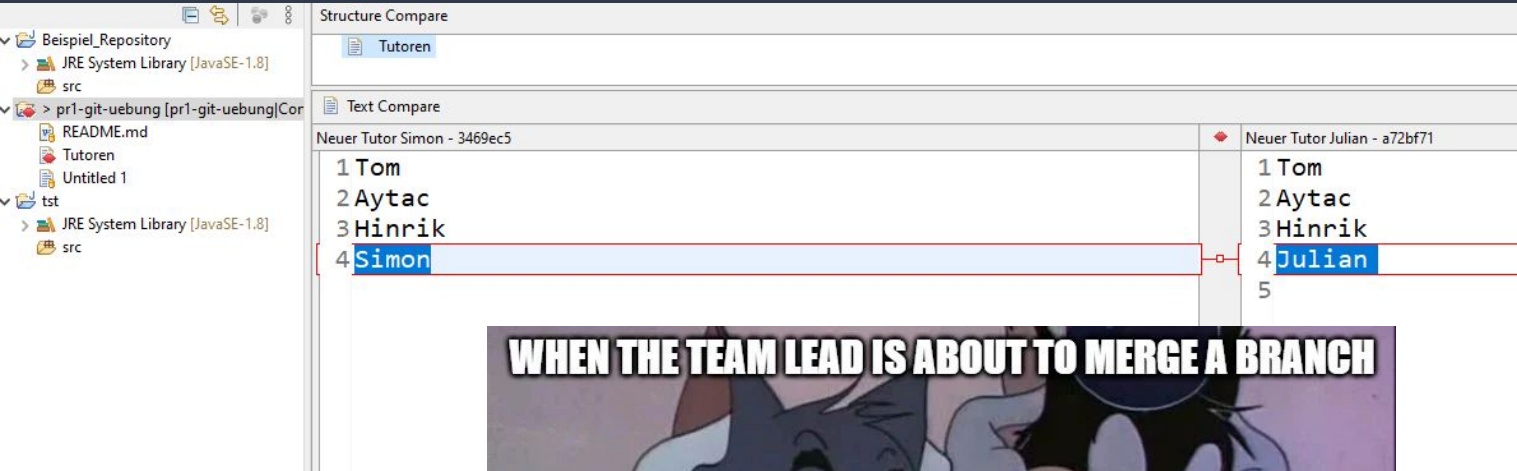 Structure Compare
Tutoren
Beispiel_Repository
JRE System Library [JavaSE-1.8]
src
> pr1-git-uebung [pr1-git-uebung|Cor
README.md
Tutoren
Untitled 1
tst
JRE System Library [JavaSE-1.8]
src
Text Compare
Neuer Tutor Simon - 3469ec5
1 Tom
2 Aytac
3 Hinrik
4 Simon
Neuer Tutor Julian - a72bf71
1 Tom
2 Aytac
3 Hinrik
4 Julian
5
WHEN THE TEAM LEAD IS ABOUT TO MERGE A BRANCH